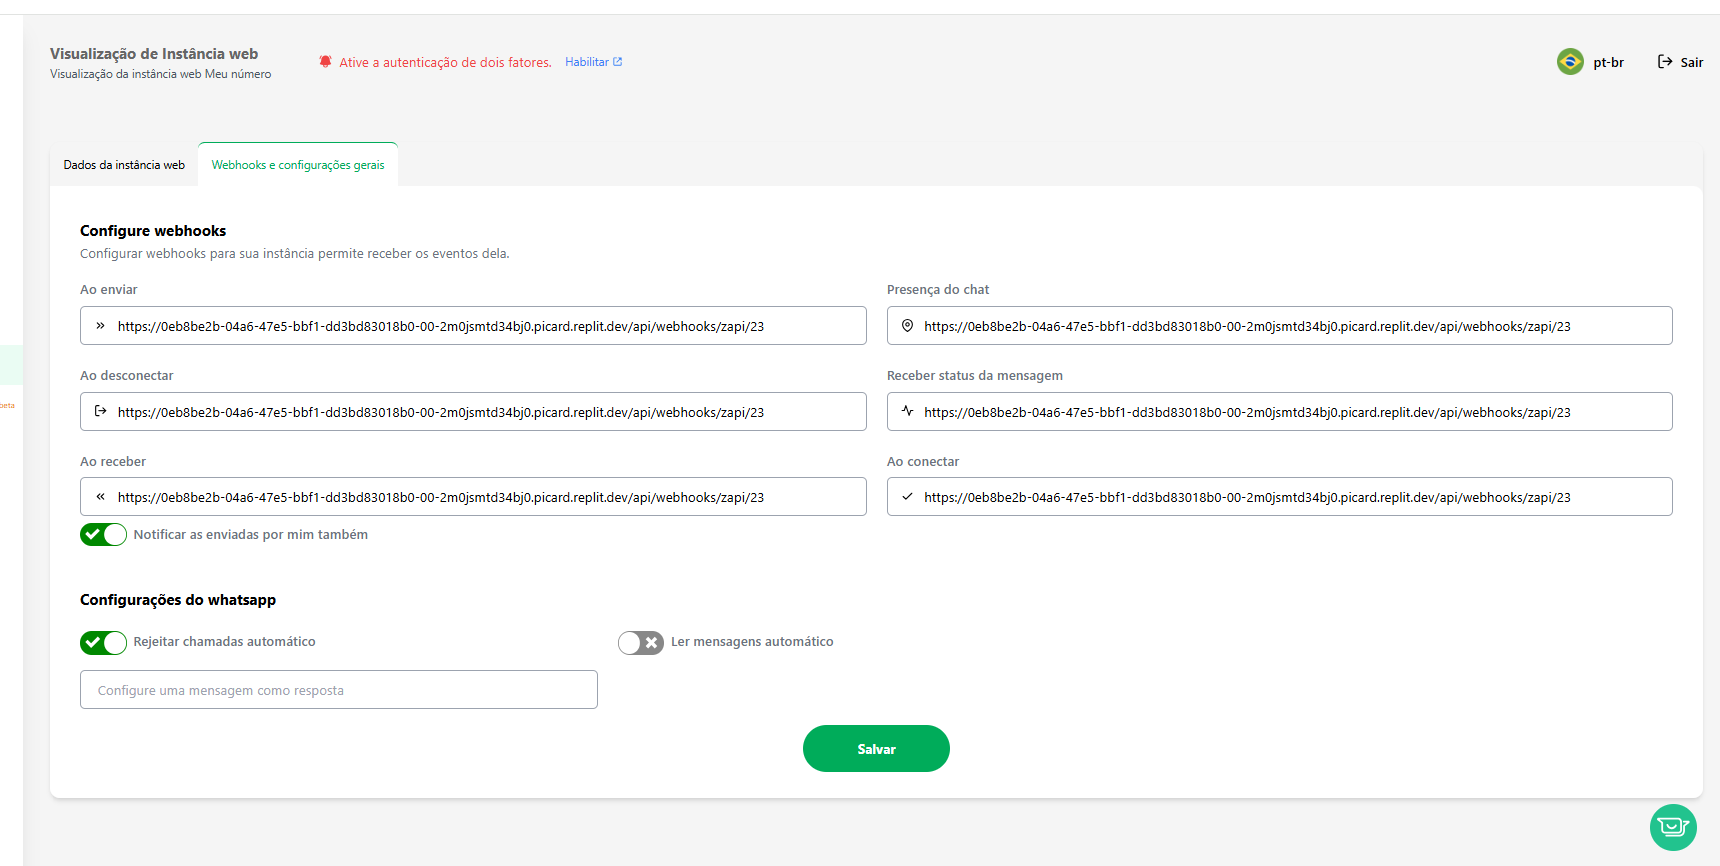 Visualização de Instância web
Visualização da instância web Meu número
Ative a autenticação de dois fatores. Habilitar
pt-br
Sair
Dados da instância web
Webhooks e configurações gerais
Configure webhooks
Configurar webhooks para sua instância permite receber os eventos dela.
Ao enviar
https://0eb8be2b-04a6-47e5-bbf1-dd3bd83018b0-00-2m0jsmtd34bj0.picard.replit.dev/api/webhooks/zapi/23
Presença do chat
https://0eb8be2b-04a6-47e5-bbf1-dd3bd83018b0-00-2m0jsmtd34bj0.picard.replit.dev/api/webhooks/zapi/23
Ao desconectar
https://0eb8be2b-04a6-47e5-bbf1-dd3bd83018b0-00-2m0jsmtd34bj0.picard.replit.dev/api/webhooks/zapi/23
Receber status da mensagem
https://0eb8be2b-04a6-47e5-bbf1-dd3bd83018b0-00-2m0jsmtd34bj0.picard.replit.dev/api/webhooks/zapi/23
beta
Ao receber
https://0eb8be2b-04a6-47e5-bbf1-dd3bd83018b0-00-2m0jsmtd34bj0.picard.replit.dev/api/webhooks/zapi/23
Ao conectar
https://0eb8be2b-04a6-47e5-bbf1-dd3bd83018b0-00-2m0jsmtd34bj0.picard.replit.dev/api/webhooks/zapi/23
Notificar as enviadas por mim também
Configurações do whatsapp
Rejeitar chamadas automático
Ler mensagens automático
Configure uma mensagem como resposta
Salvar